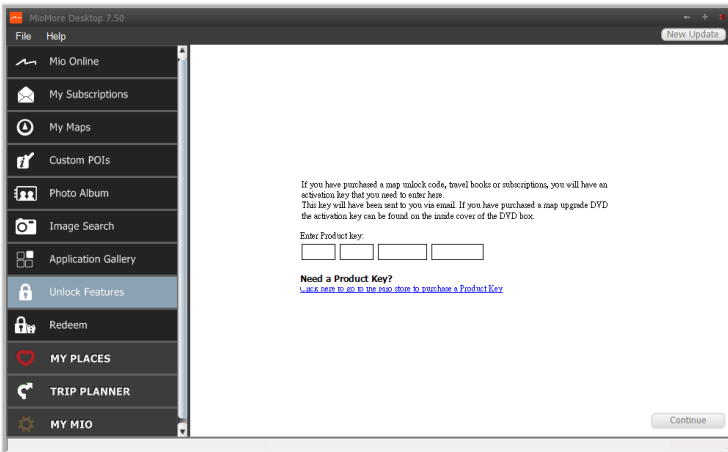 MioMore Desktop 7.50
File Help
New Update
Mio Online
My Subscriptions
My Maps
Custom POIs
Photo Album
Image Search
Application Gallery
Unlock Features
Redeem
MY PLACES
TRIP PLANNER
MY MIO
If you have purchased a map unlock code, travel books or subscriptions, you will have an
activation key that you need to enter here.
This key will have been sent to you via email. If you have purchased a map upgrade DVD
the activation key can be found on the inside cover of the DVD box.
Enter Product key:
Need a Product Key?
Click here to go to the Mio store to purchase a Product Key
Continue